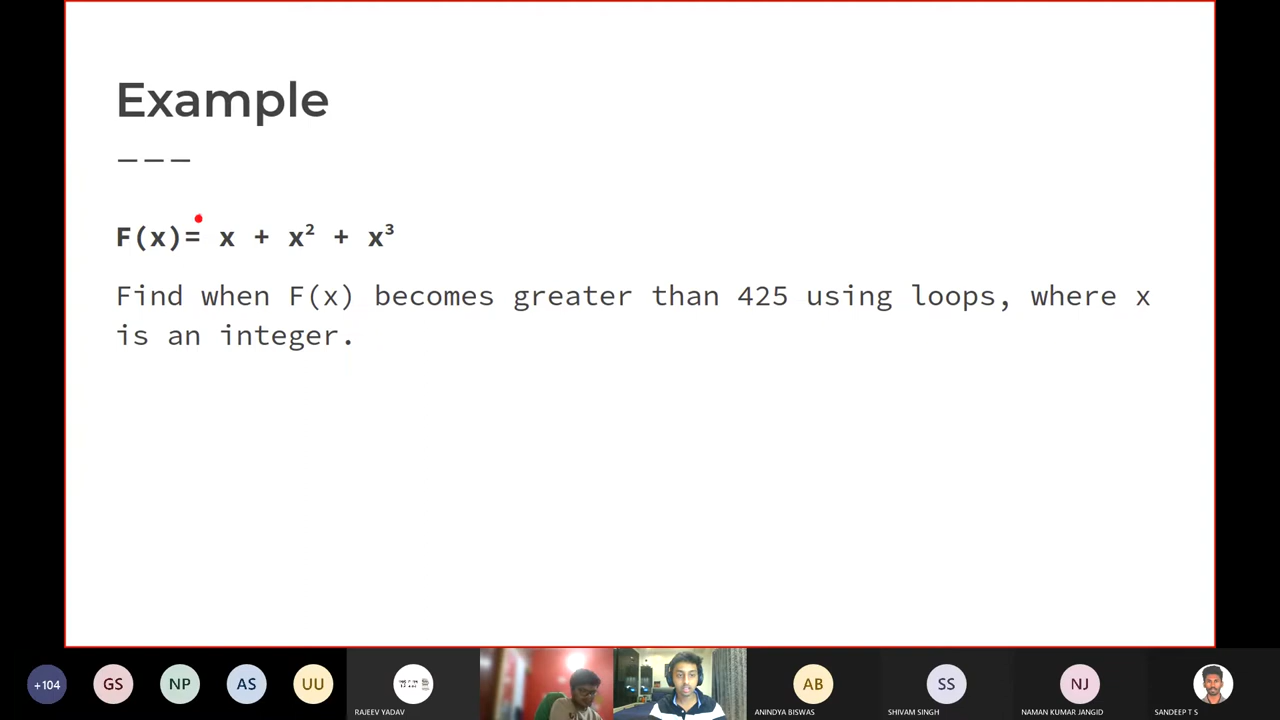 Example
———
F(x)= x + x² + x³
Find when F(x) becomes greater than 425 using loops, where x
is an integer.
+104
GS
NP
AS
UU
RAJEEV YADAV
AB
ANINDYA BISWAS
SS
SHIVAM SINGH
NJ
NAMAN KUMAR JANGID
SANDEEP T S